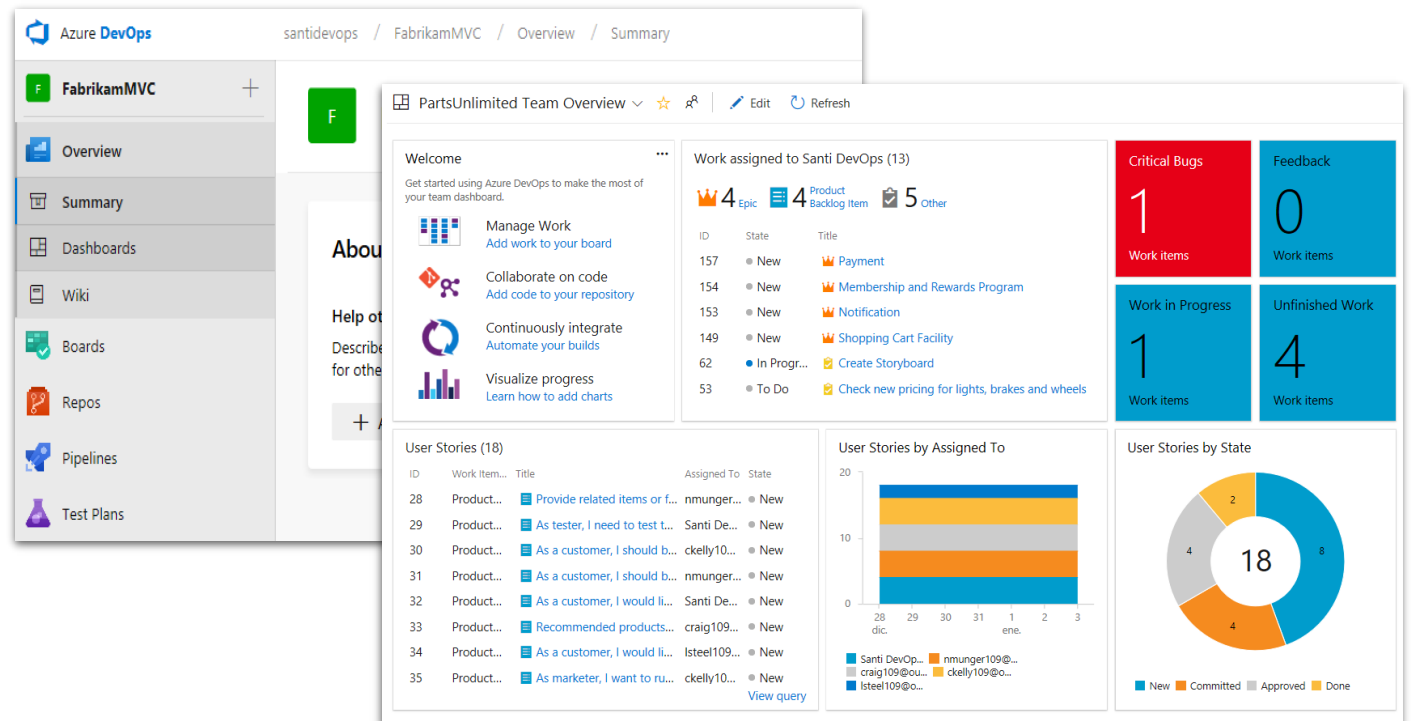 Azure DevOps
santidevops / FabrikamMVC / Overview / Summary
F FabrikamMVC
Overview
Summary
Dashboards
Wiki
Boards
Repos
Pipelines
Test Plans
F
Abou
Help ot
Describe
for othe
PartsUnlimited Team Overview
Edit Refresh
Welcome ...
Get started using Azure DevOps to make the most of
your team dashboard.
Manage Work
Add work to your board
Collaborate on code
Add code to your repository
Continuously integrate
Automate your builds
Visualize progress
Learn how to add charts
Work assigned to Santi DevOps (13)
4 Epic 4 Product Backlog Item 5 Other
ID State Title
157 New Payment
154 New Membership and Rewards Program
153 New Notification
149 New Shopping Cart Facility
62 In Progr... Create Storyboard
53 To Do Check new pricing for lights, brakes and wheels
Critical Bugs
1
Work items
Feedback
0
Work items
Work in Progress
1
Work items
Unfinished Work
4
Work items
User Stories (18)
ID Work Item... Title Assigned To State
28 Product... Provide related items or f... nmunger... New
29 Product... As tester, I need to test t... Santi De... New
30 Product... As a customer, I should b... ckelly10... New
31 Product... As a customer, I should b... nmunger... New
32 Product... As a customer, I would li... Santi De... New
33 Product... Recommended products... craig109... New
34 Product... As a customer, I would li... lsteel109... New
35 Product... As marketer, I want to ru... ckelly10... New
View query
User Stories by Assigned To
20
10
0
28 29 30 31 1 2 3
dic. ene.
Santi DevOp... nmunger109@...
craig109@ou... ckelly109@o...
lsteel109@o...
User Stories by State
2
8
4
18
4
New Committed Approved Done